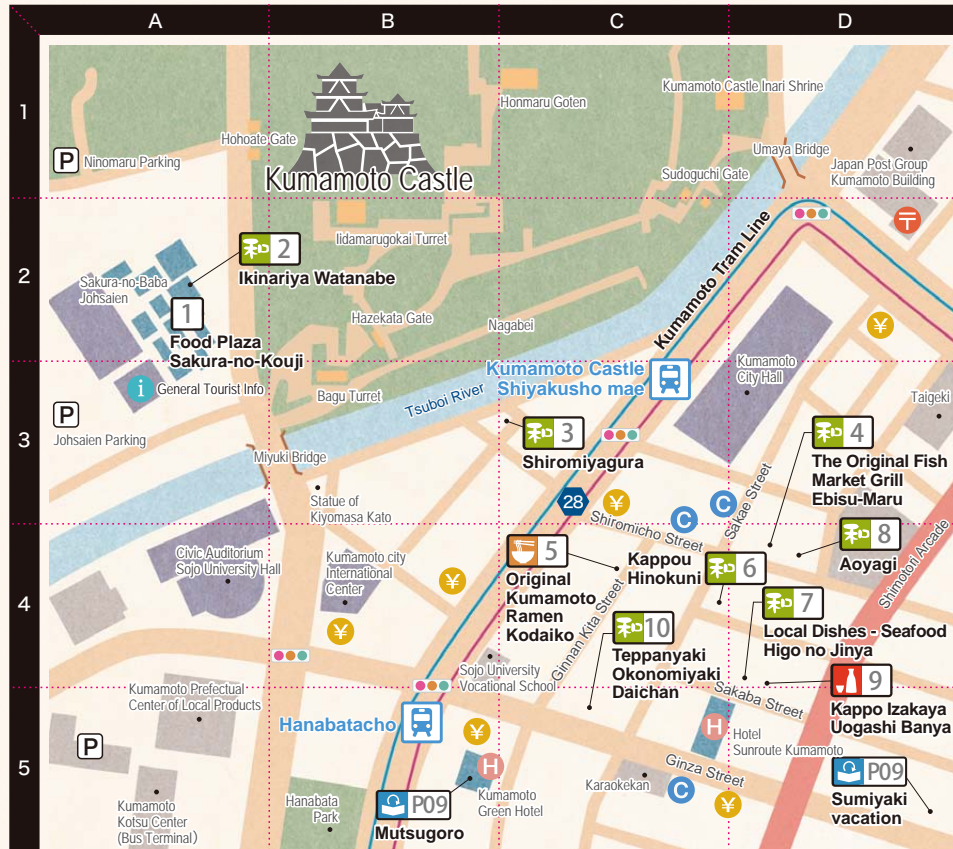 A
B
C
D
1
2
3
4
5
Honmaru Goten
Kumamoto Castle Inari Shrine
Hohoate Gate
Umaya Bridge
P
Ninomaru Parking
Kumamoto Castle
Sudoguchi Gate
Japan Post Group
Kumamoto Building
〒
Iidamarugokai Turret
Kumamoto Tram Line
和 2
Ikinariya Watanabe
Sakura-no-Baba
Johsaien
1
Food Plaza
Sakura-no-Kouji
Hazekata Gate
Nagabei
¥
Kumamoto Castle
Shiyakusho mae
Kumamoto
City Hall
i
General Tourist Info
Bagu Turret
Tsuboi River
Taigeki
P
Johsaien Parking
和 3
Shiromiyagura
和 4
The Original Fish
Market Grill
Ebisu-Maru
Miyuki Bridge
Statue of
Kiyomasa Kato
28
¥
C
C
Shiromicho Street
Sakae Street
Shimotori Arcade
Civic Auditorium
Sojo University Hall
Kumamoto city
International
Center
¥
¥
5
Original
Kumamoto
Ramen
Kodaiko
Kappou
Hinokuni
和 6
和 8
Aoyagi
和 7
Local Dishes - Seafood
Higo no Jinya
Ginnan Kita Street
和 10
Teppanyaki
Okonomiyaki
Daichan
Sojo University
Vocational School
9
Kappo Izakaya
Uogashi Banya
Sakaba Street
Kumamoto Prefectual
Center of Local Products
P
Hanabatacho
¥
H
Hotel
Sunroute Kumamoto
Ginza Street
H
Kumamoto
Green Hotel
P09
Mutsugoro
Karaokekan
C
¥
P09
Sumiyaki
vacation
Kumamoto
Kotsu Center
(Bus Terminal)
Hanabata
Park